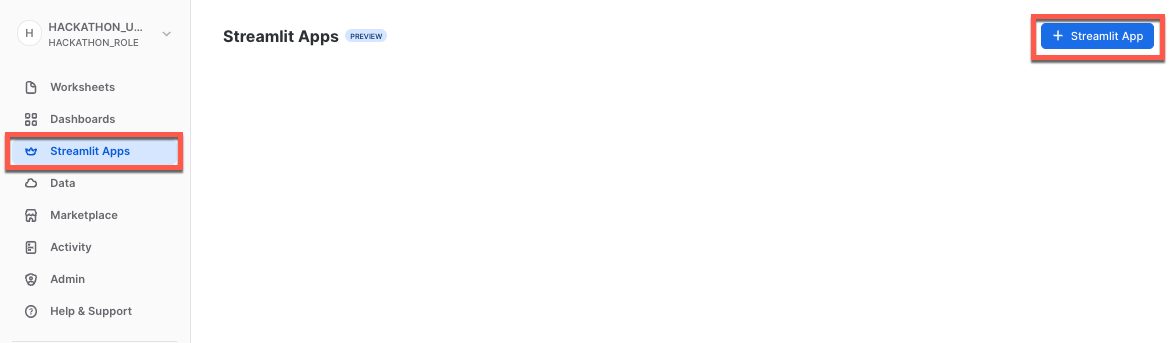 H
HACKATHON_U...
HACKATHON_ROLE
Worksheets
Dashboards
Streamlit Apps
Data
Marketplace
Activity
Admin
Help & Support
Streamlit Apps PREVIEW
+ Streamlit App